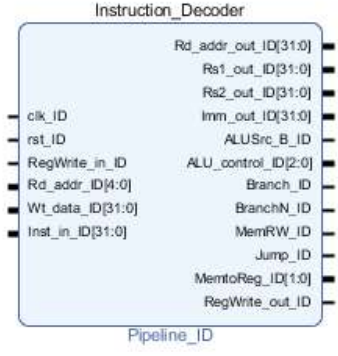 Instruction_Decoder
Rd_addr_out_ID[31:0]
Rs1_out_ID[31:0]
Rs2_out_ID[31:0]
clk_ID
Imm_out_ID[31:0]
rst_ID
ALUSrc_B_ID
RegWrite_in_ID
ALU_control_ID[2:0]
Rd_addr_ID[4:0]
Branch_ID
Wt_data_ID[31:0]
BranchN_ID
Inst_in_ID[31:0]
MemRW_ID
Jump_ID
MemtoReg_ID[1:0]
RegWrite_out_ID
Pipeline_ID